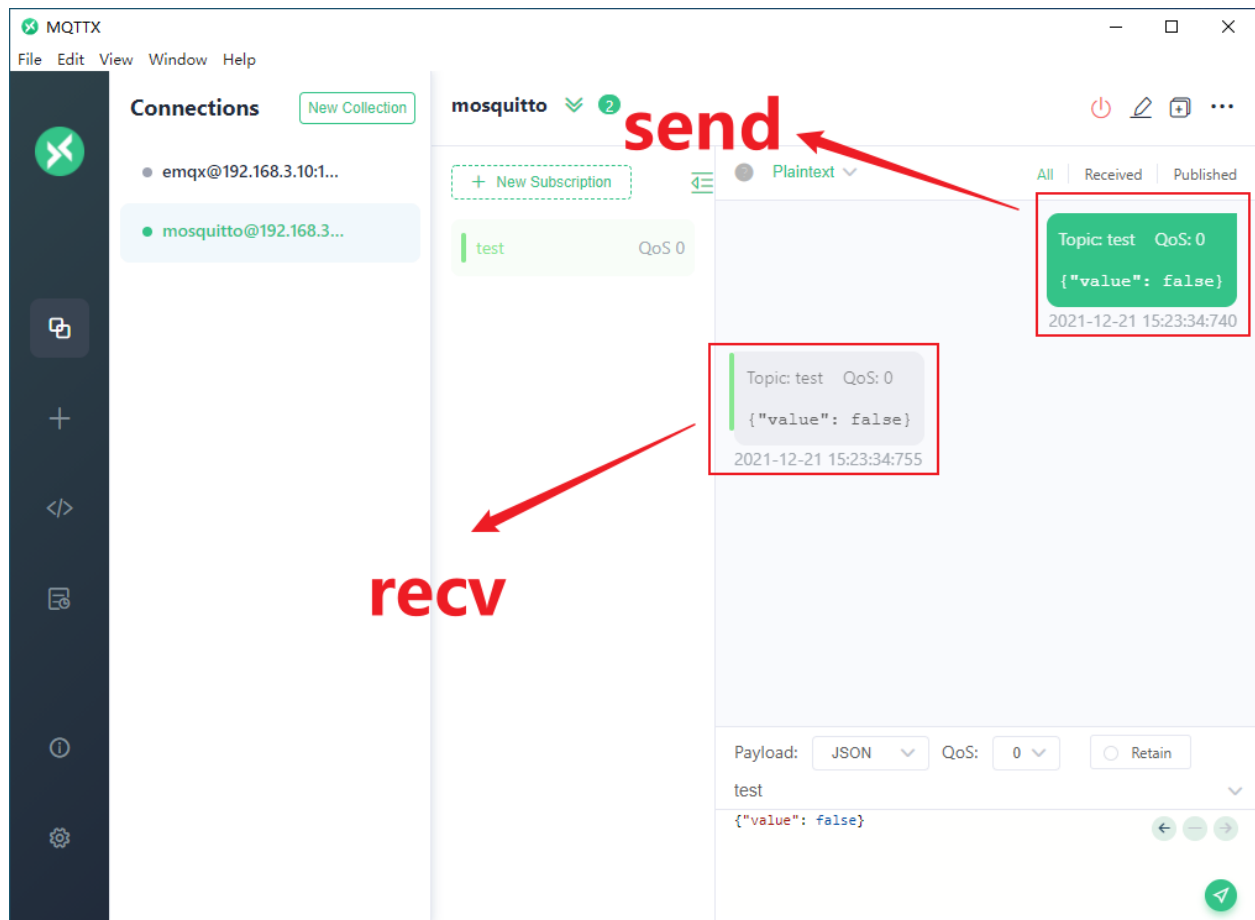 MQTTX
File Edit View Window Help
Connections
New Collection
emqx@192.168.3.10:1...
mosquitto@192.168.3...
mosquitto 2
send
+ New Subscription
test QoS 0
Plaintext
All Received Published
Topic: test QoS: 0
{"value": false}
2021-12-21 15:23:34:740
Topic: test QoS: 0
{"value": false}
2021-12-21 15:23:34:755
recv
Payload: JSON QoS: 0 Retain
test
{"value": false}